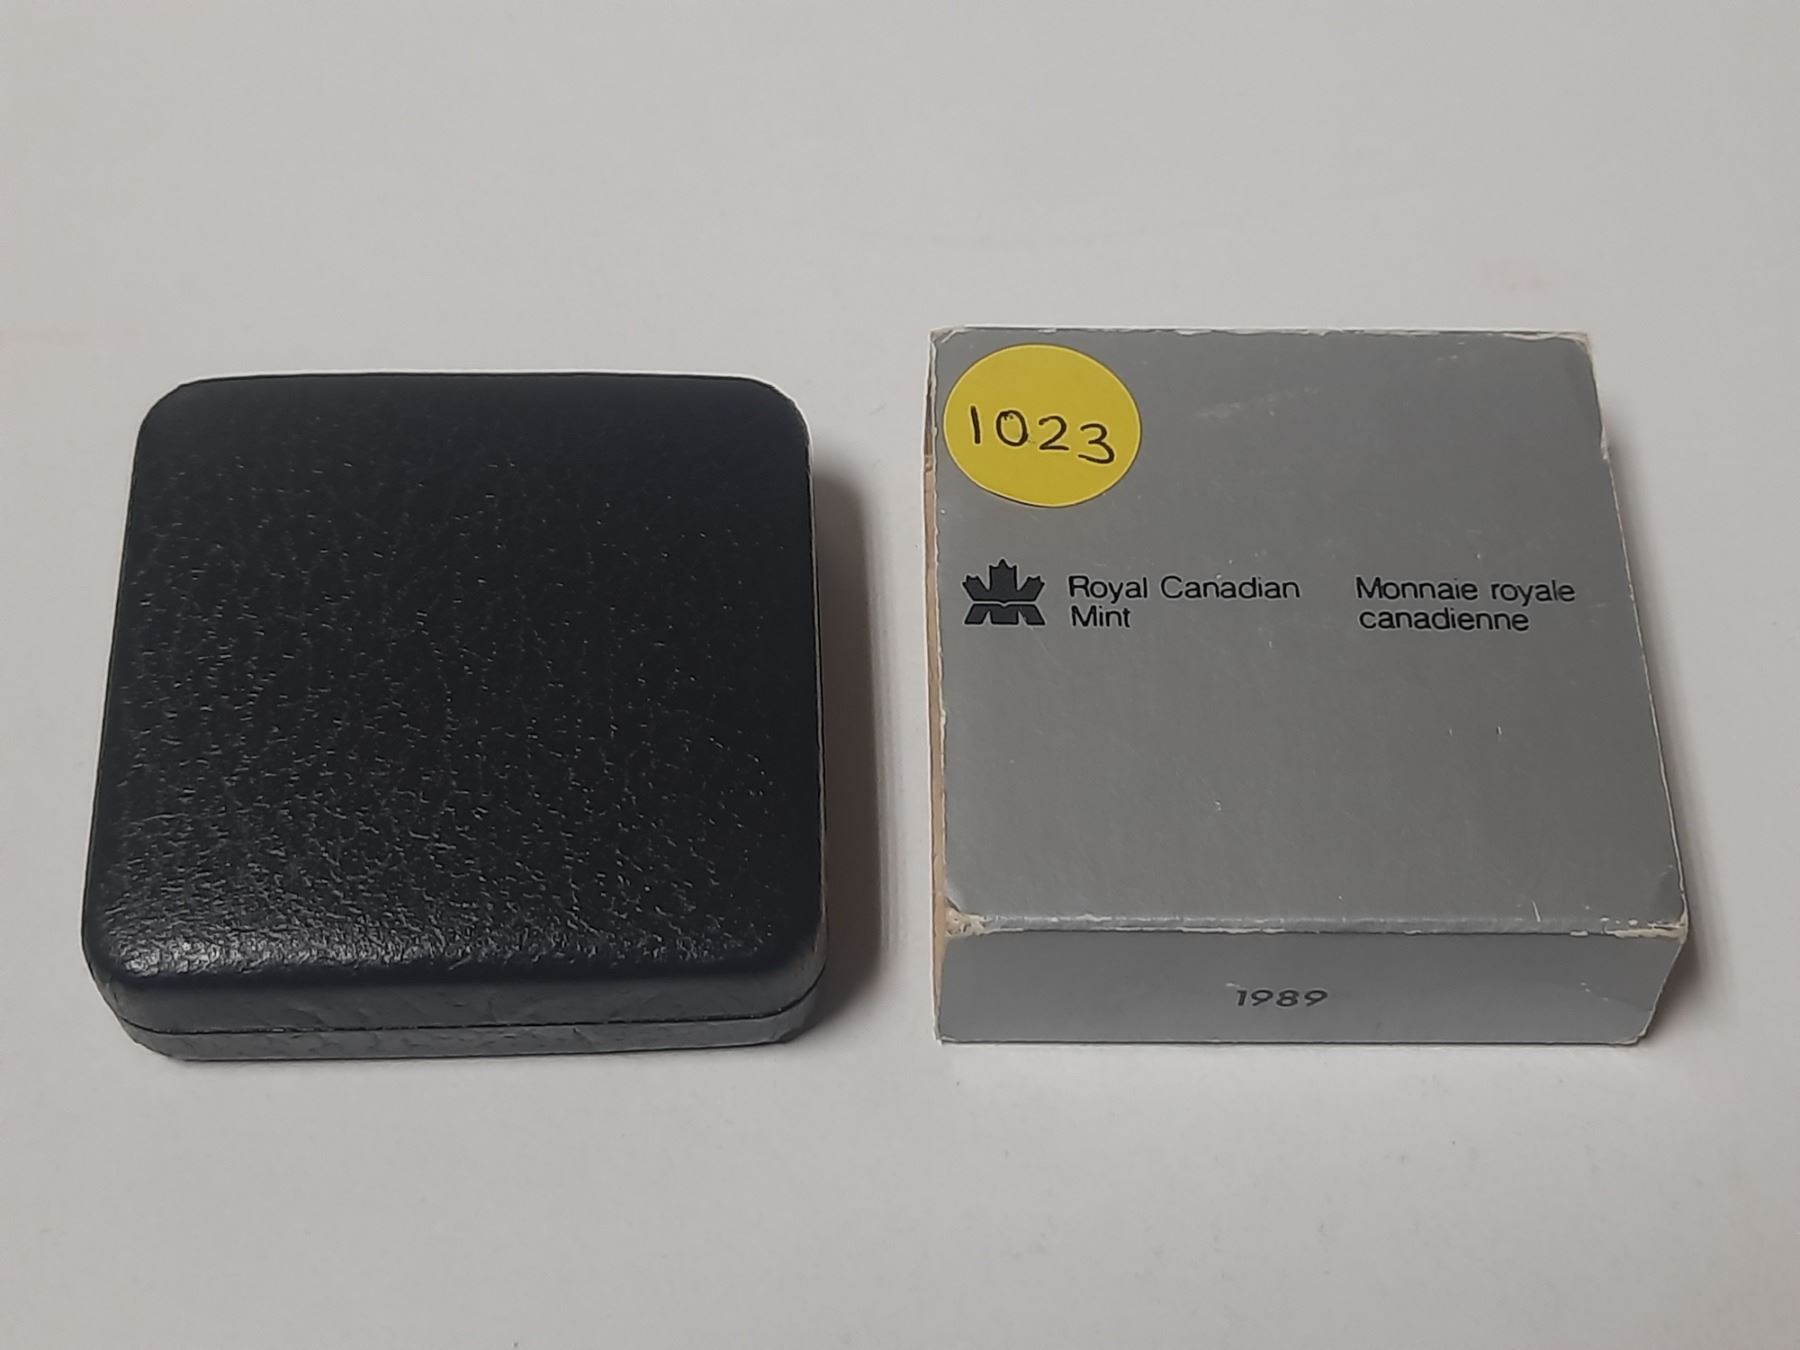 1023
Royal Canadian
Mint
Monnaie royale
canadienne
1989